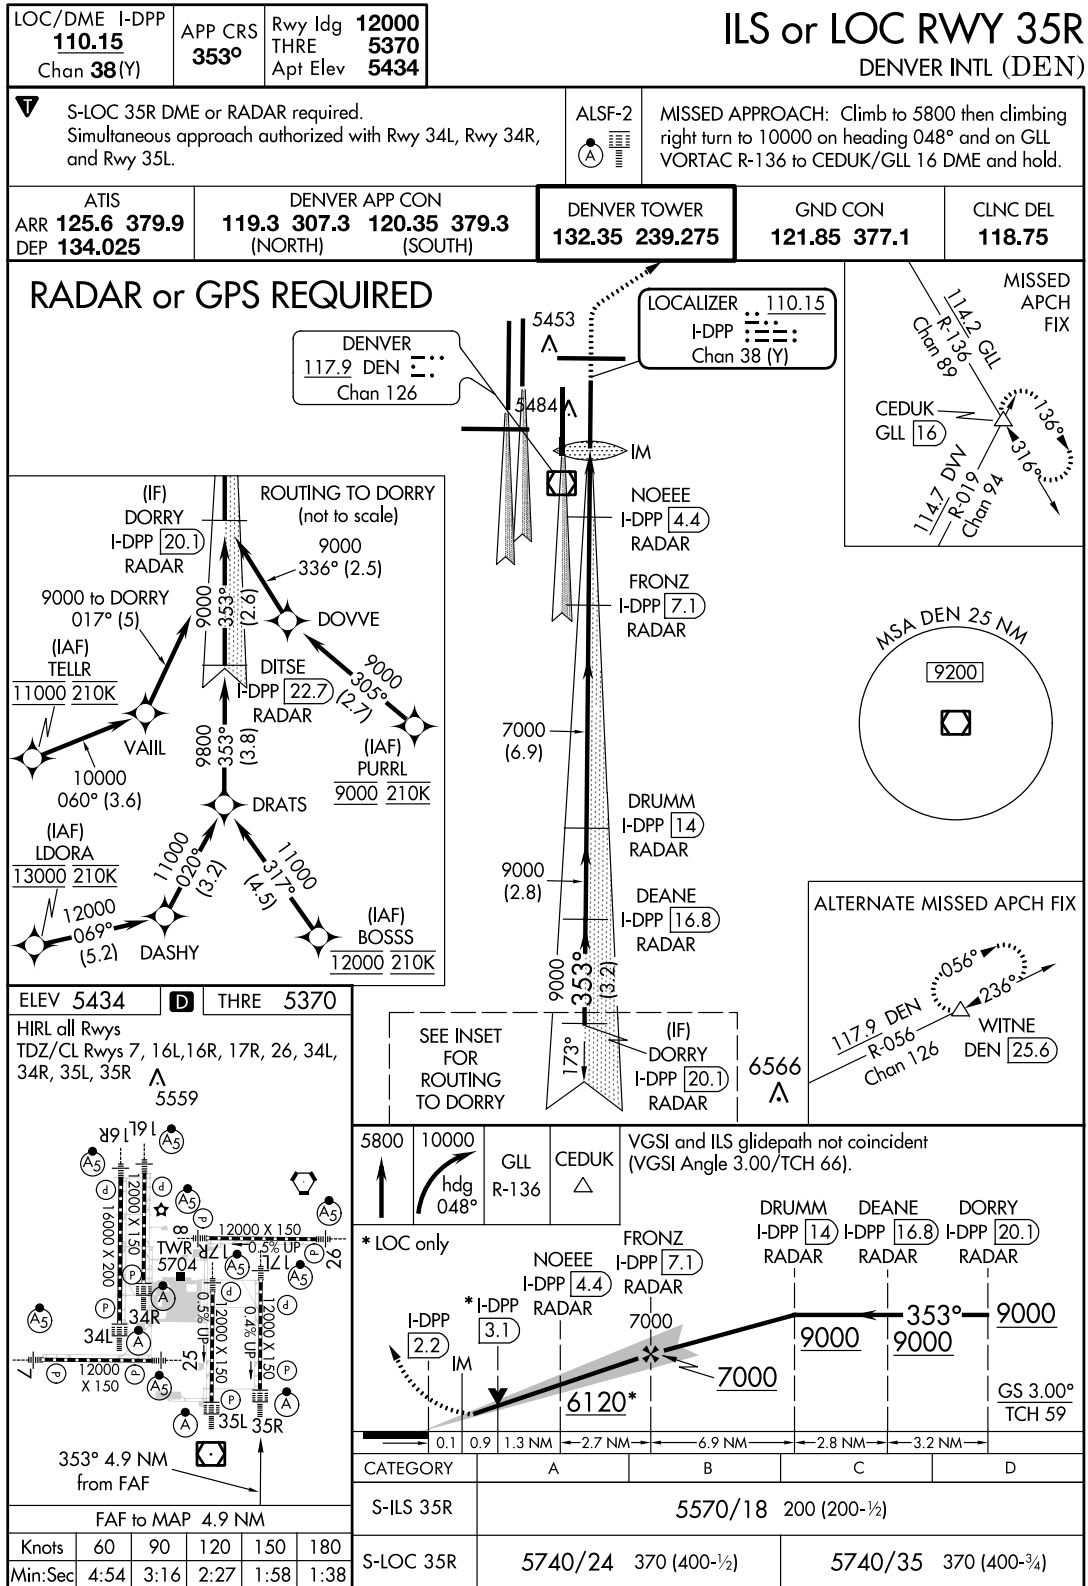 LOC/DME I-DPP
110.15
Chan 38 (Y)
APP CRS
353°
Rwy ldg 12000
THRE 5370
Apt Elev 5434
ILS or LOC RWY 35R
DENVER INTL (DEN)
T
S-LOC 35R DME or RADAR required.
Simultaneous approach authorized with Rwy 34L, Rwy 34R,
and Rwy 35L.
ALSF-2
A
MISSED APPROACH: Climb to 5800 then climbing
right turn to 10000 on heading 048° and on GLL
VORTAC R-136 to CEDUK/GLL 16 DME and hold.
ATIS
ARR 125.6 379.9
DEP 134.025
DENVER APP CON
119.3 307.3 120.35 379.3
(NORTH) (SOUTH)
DENVER TOWER
132.35 239.275
GND CON
121.85 377.1
CLNC DEL
118.75
RADAR or GPS REQUIRED
DENVER
117.9 DEN
Chan 126
5453
5484
LOCALIZER 110.15
I-DPP
Chan 38 (Y)
MISSED
APCH
FIX
114.2 GLL
R-136
Chan 89
CEDUK
GLL 16
136°
316°
114.7 DVV
R-019
Chan 94
IM
NOEEE
I-DPP 4.4
RADAR
FRONZ
I-DPP 7.1
RADAR
7000
(6.9)
DRUMM
I-DPP 14
RADAR
9000
(2.8)
DEANE
I-DPP 16.8
RADAR
9000
353°
(3.2)
173°
(IF)
DORRY
I-DPP 20.1
RADAR
6566
SEE INSET
FOR
ROUTING
TO DORRY
(IF)
DORRY
I-DPP 20.1
RADAR
ROUTING TO DORRY
(not to scale)
9000
336° (2.5)
9000 to DORRY
017° (5)
9000
353°
(2.6)
DOVVE
(IAF)
TELLR
11000 210K
DITSE
I-DPP 22.7
RADAR
9000
305°
(2.7)
VAIIL
9800
353°
(3.8)
10000
060° (3.6)
(IAF)
PURRL
9000 210K
DRATS
(IAF)
LDORA
13000 210K
11000
020°
(3.2)
11000
317°
(4.5)
12000
069°
(5.2)
DASHY
(IAF)
BOSSS
12000 210K
MSA DEN 25 NM
9200
ALTERNATE MISSED APCH FIX
056°
236°
117.9 DEN
R-056
Chan 126
WITNE
DEN 25.6
ELEV 5434
D
THRE 5370
HIRL all Rwys
TDZ/CL Rwys 7, 16L,16R, 17R, 26, 34L,
34R, 35L, 35R
5559
16R
16L
A5
A5
P
P
16000 X 200
12000 X 150
A5
A5
8
P
12000 X 150
0.5% UP
P
26
TWR
5704
17R
17L
A5
A5
P
P
A
P
P
34L
34R
A5
A
0.5% UP
12000 X 150
0.4% UP
12000 X 150
7
P
12000
X 150
P
25
A5
P
P
A
A
35L
35R
353° 4.9 NM
from FAF
FAF to MAP 4.9 NM
Knots 60 90 120 150 180
Min:Sec 4:54 3:16 2:27 1:58 1:38
5800
10000
hdg
048°
GLL
R-136
CEDUK
VGSI and ILS glidepath not coincident
(VGSI Angle 3.00/TCH 66).
* LOC only
I-DPP
2.2
IM
* I-DPP
3.1
NOEEE
I-DPP 4.4
RADAR
FRONZ
I-DPP 7.1
RADAR
DRUMM
I-DPP 14
RADAR
DEANE
I-DPP 16.8
RADAR
DORRY
I-DPP 20.1
RADAR
7000
7000
6120*
9000
353°
9000
9000
GS 3.00°
TCH 59
0.1 0.9 1.3 NM 2.7 NM 6.9 NM 2.8 NM 3.2 NM
CATEGORY A B C D
S-ILS 35R 5570/18 200 (200-½)
S-LOC 35R 5740/24 370 (400-½) 5740/35 370 (400-¾)